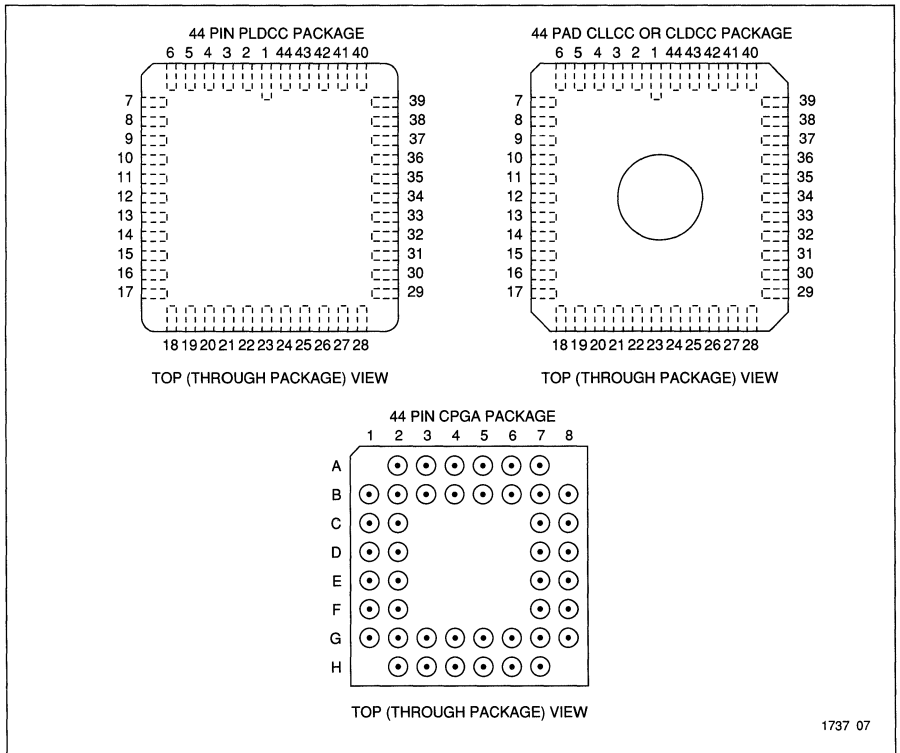 44 PIN PLDCC PACKAGE
6 5 4 3 2 1 44 43 42 41 40
7
8
9
10
11
12
13
14
15
16
17
39
38
37
36
35
34
33
32
31
30
29
18 19 20 21 22 23 24 25 26 27 28
TOP (THROUGH PACKAGE) VIEW
44 PAD CLLCC OR CLDCC PACKAGE
6 5 4 3 2 1 44 43 42 41 40
7
8
9
10
11
12
13
14
15
16
17
39
38
37
36
35
34
33
32
31
30
29
18 19 20 21 22 23 24 25 26 27 28
TOP (THROUGH PACKAGE) VIEW
44 PIN CPGA PACKAGE
1 2 3 4 5 6 7 8
A
B
C
D
E
F
G
H
TOP (THROUGH PACKAGE) VIEW
1737 07